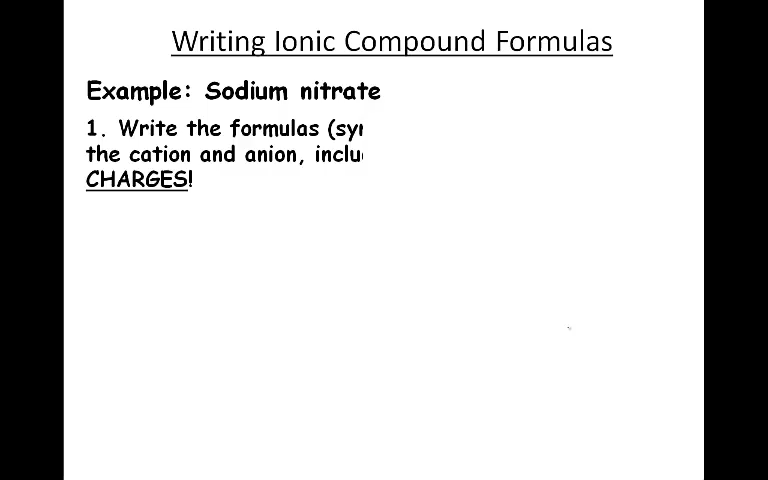 Writing Ionic Compound Formulas
Example: Sodium nitrate
1. Write the formulas
the cation and anion,
CHARGES!